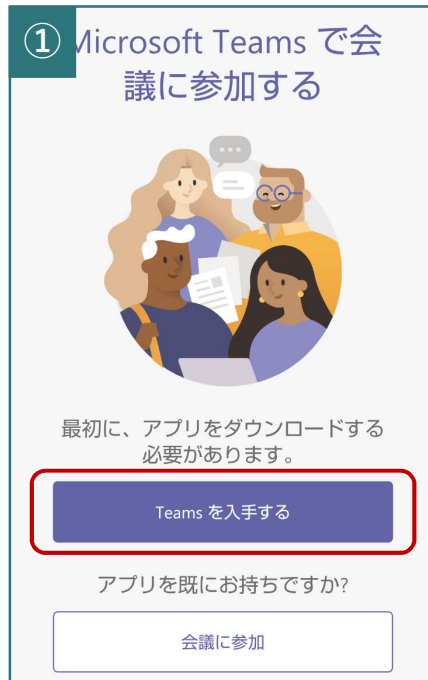 ①
Microsoft Teams で会
議に参加する
最初に、アプリをダウンロードする
必要があります。
Teams を入手する
アプリを既にお持ちですか?
会議に参加